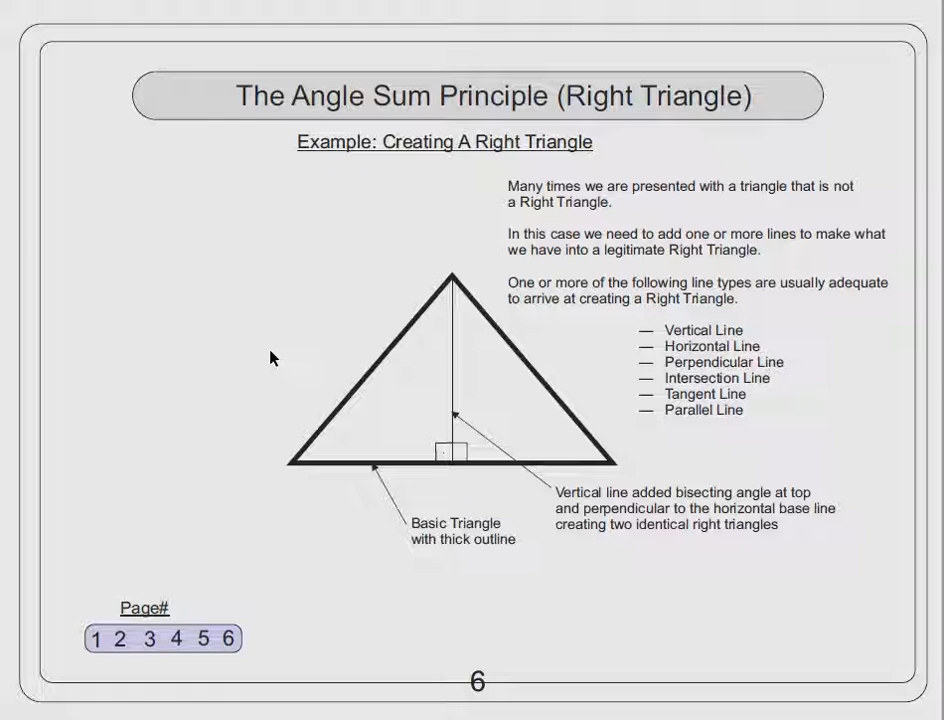 The Angle Sum Principle (Right Triangle)
Example: Creating A Right Triangle
Many times we are presented with a triangle that is not
a Right Triangle.
In this case we need to add one or more lines to make what
we have into a legitimate Right Triangle.
One or more of the following line types are usually adequate
to arrive at creating a Right Triangle.
— Vertical Line
— Horizontal Line
— Perpendicular Line
— Intersection Line
— Tangent Line
— Parallel Line
Vertical line added bisecting angle at top
and perpendicular to the horizontal base line
creating two identical right triangles
Basic Triangle
with thick outline
Page#
1 2 3 4 5 6
6